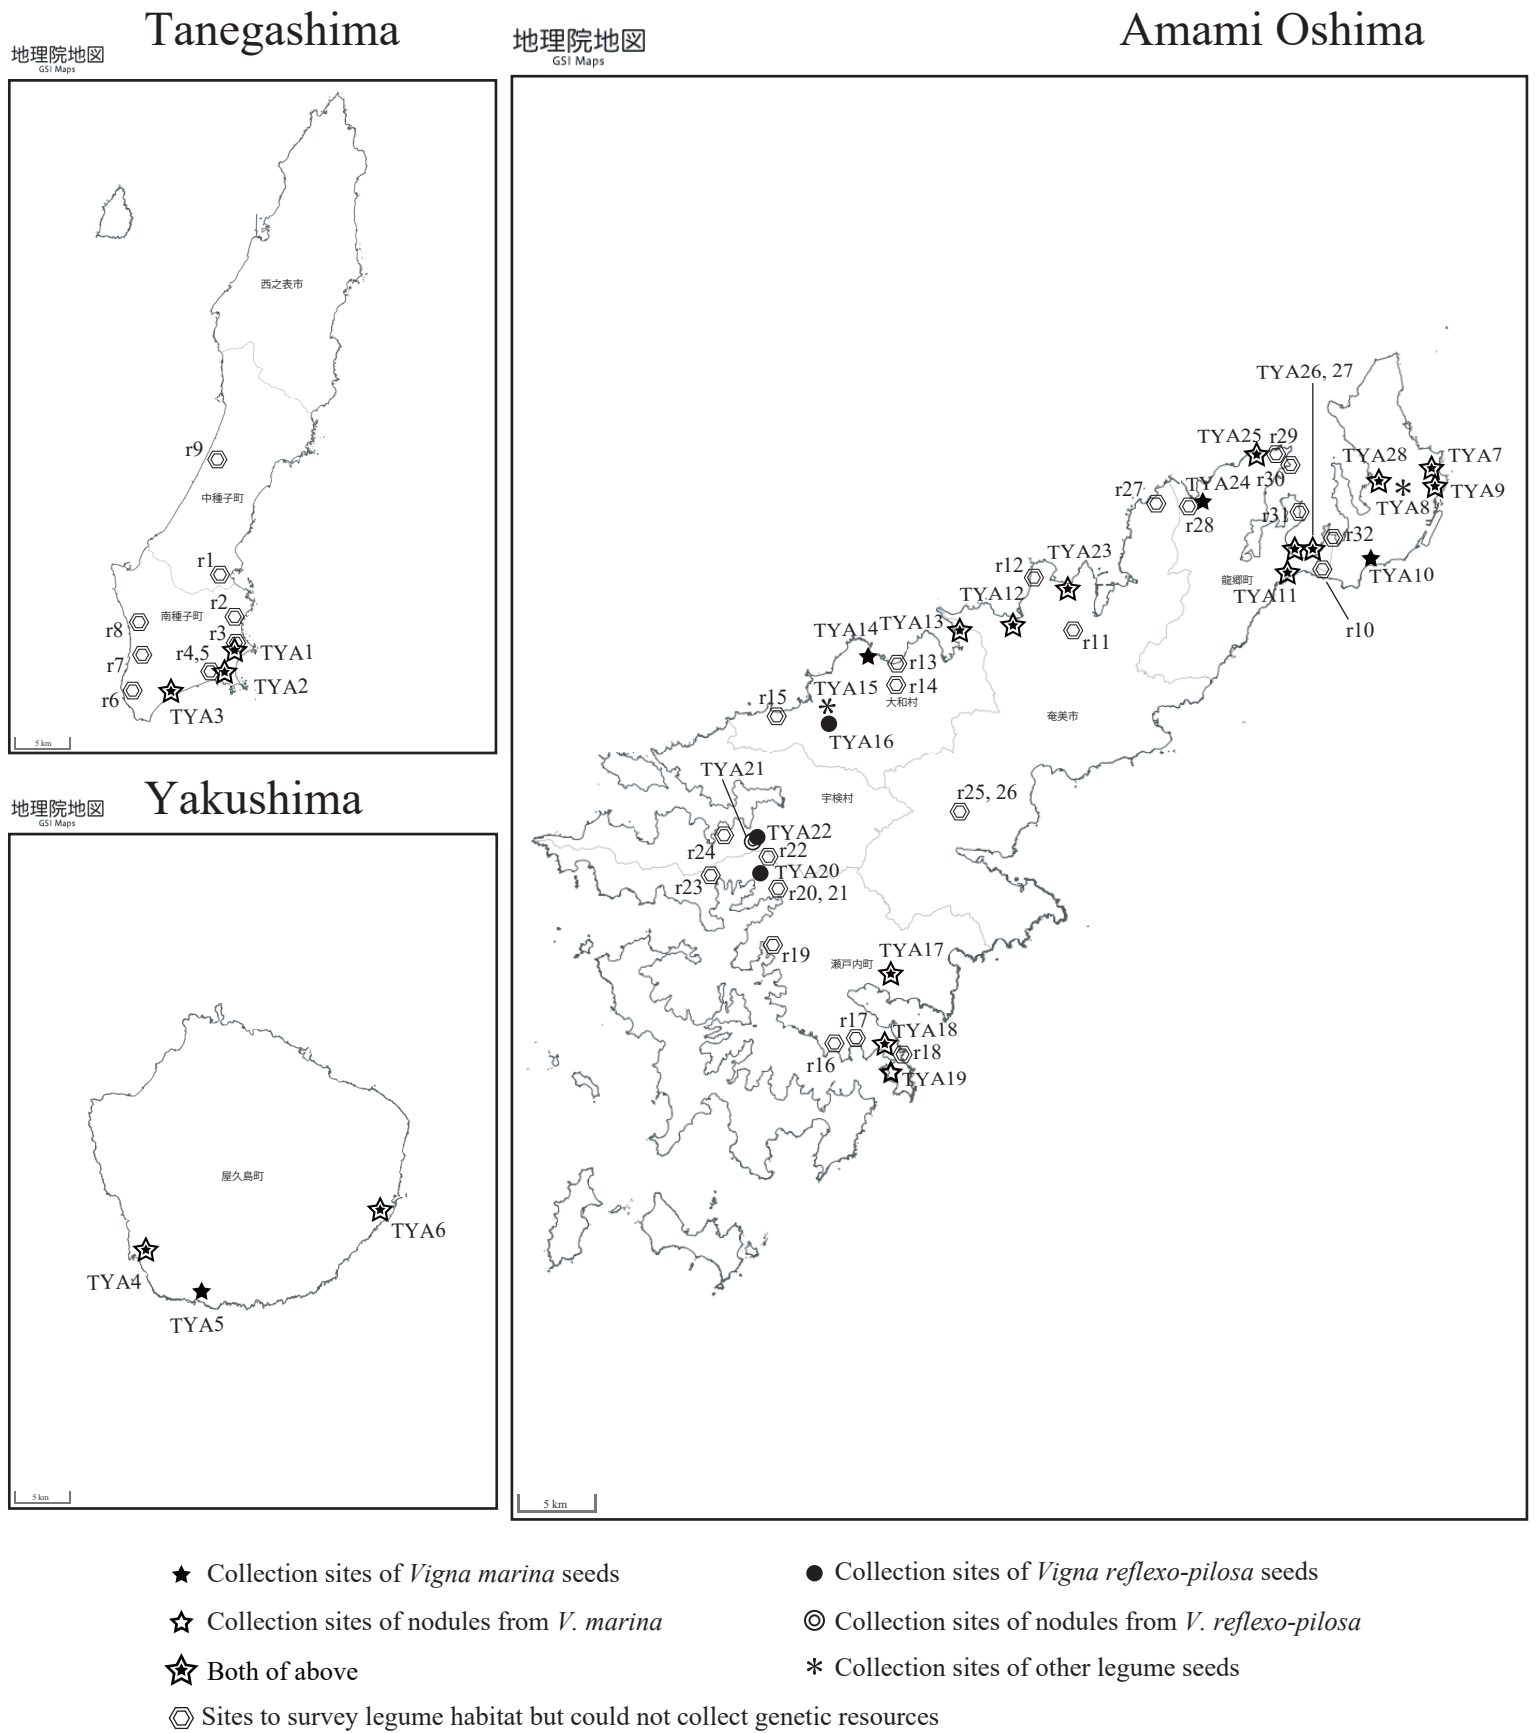 Tanegashima
地理院地図
GSI Maps
西之表市
r9
中種子町
r1
南種子町
r2
r8
r3
r4,5
TYA1
r7
TYA2
r6
TYA3
5 km
Yakushima
地理院地図
GSI Maps
屋久島町
TYA6
TYA4
TYA5
5 km
Amami Oshima
地理院地図
GSI Maps
TYA26, 27
TYA25
r29
TYA28
TYA7
r30
TYA24
r27
TYA9
TYA8
r31
r28
r32
TYA23
r12
TYA10
龍郷町
TYA12
TYA11
TYA14
TYA13
r10
r11
r13
TYA15
r14
r15
大和村
奄美市
TYA16
TYA21
宇検村
r25, 26
TYA22
r24
r22
TYA20
r23
r20, 21
r19
TYA17
瀬戸内町
r17
TYA18
r18
r16
TYA19
5 km
Collection sites of Vigna marina seeds
Collection sites of nodules from V. marina
Both of above
Sites to survey legume habitat but could not collect genetic resources
Collection sites of Vigna reflexo-pilosa seeds
Collection sites of nodules from V. reflexo-pilosa
Collection sites of other legume seeds